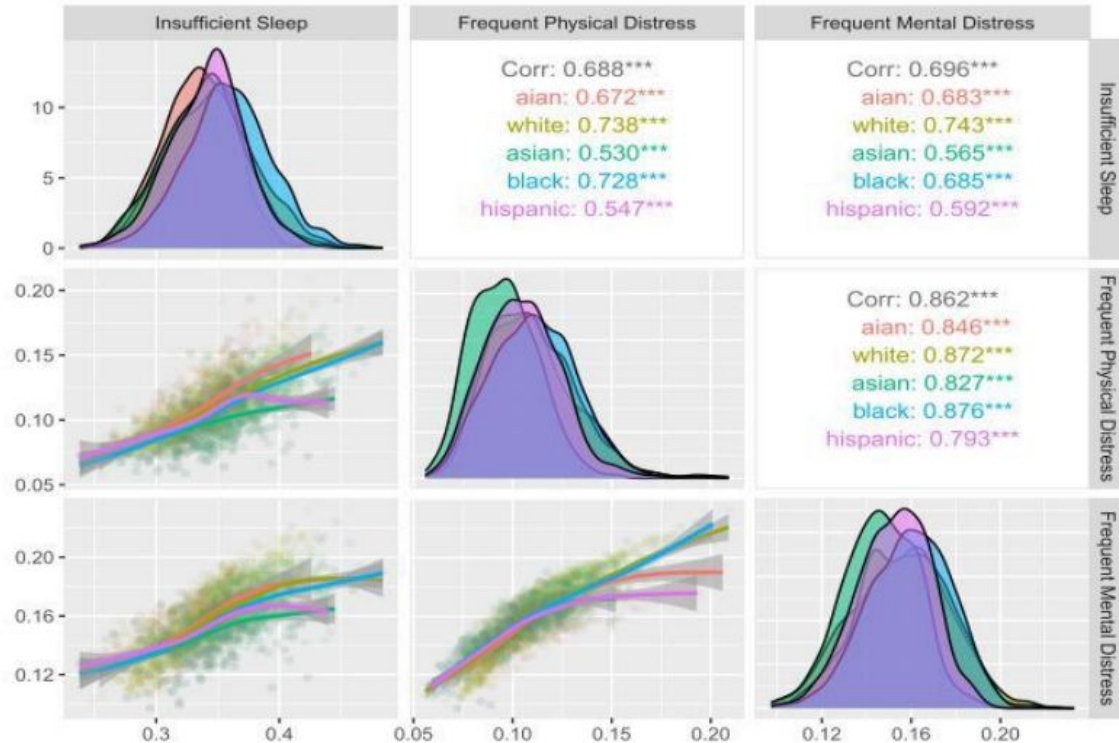 Insufficient Sleep
Frequent Physical Distress
Frequent Mental Distress
10
5
0
Corr: 0.688***
aian: 0.672***
white: 0.738***
asian: 0.530***
black: 0.728***
hispanic: 0.547***
Corr: 0.696***
aian: 0.683***
white: 0.743***
asian: 0.565***
black: 0.685***
hispanic: 0.592***
Insufficient Sleep
0.20
0.15
0.10
0.05
Corr: 0.862***
aian: 0.846***
white: 0.872***
asian: 0.827***
black: 0.876***
hispanic: 0.793***
Frequent Physical Distress
0.20
0.16
0.12
Frequent Mental Distress
0.3
0.4
0.05
0.10
0.15
0.20
0.12
0.16
0.20